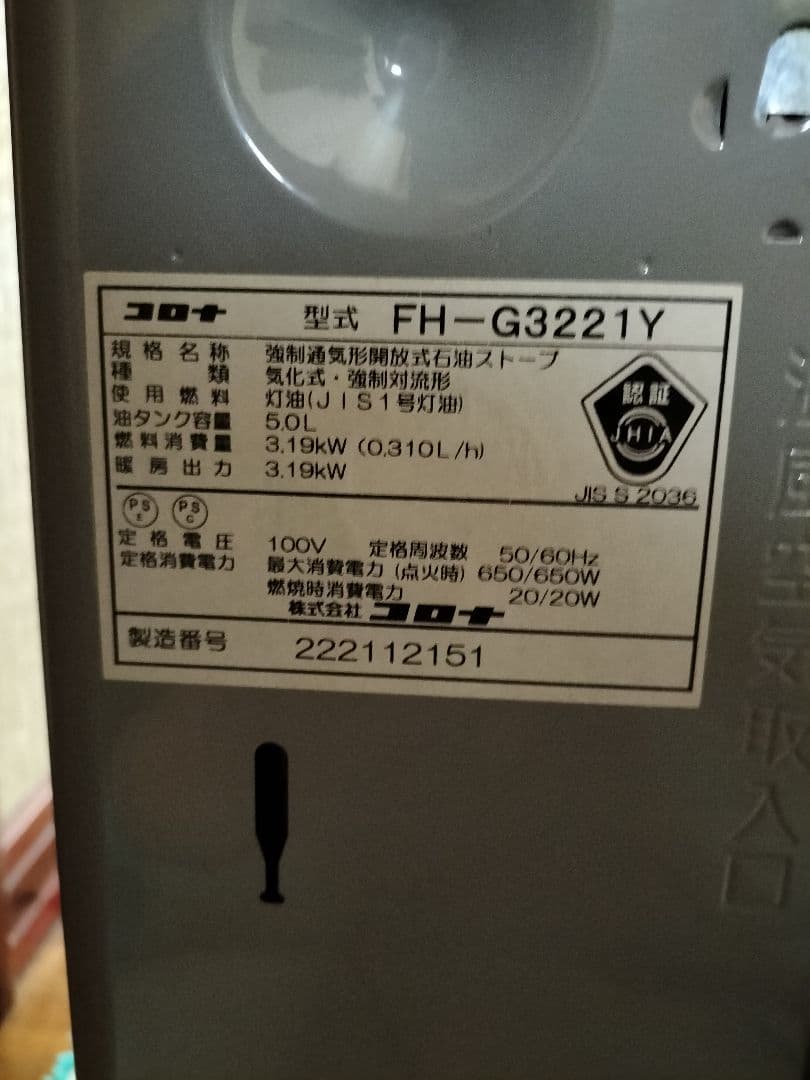 コロナ 型式 FH-G3221Y
規格名称 強制通気形開放式石油ストーブ
種類 気化式・強制対流形
使用燃料 灯油(JIS1号灯油)
油タンク容量 5.0L
燃料消費量 3.19kW (0.310L/h)
暖房出力 3.19kW
認証
JHIA
JIS S 2036
PS E PS C
定格電圧 100V 定格周波数 50/60Hz
定格消費電力 最大消費電力(点火時) 650/650W
燃焼時消費電力 20/20W
株式会社 コロナ
製造番号 222112151
空気取入口